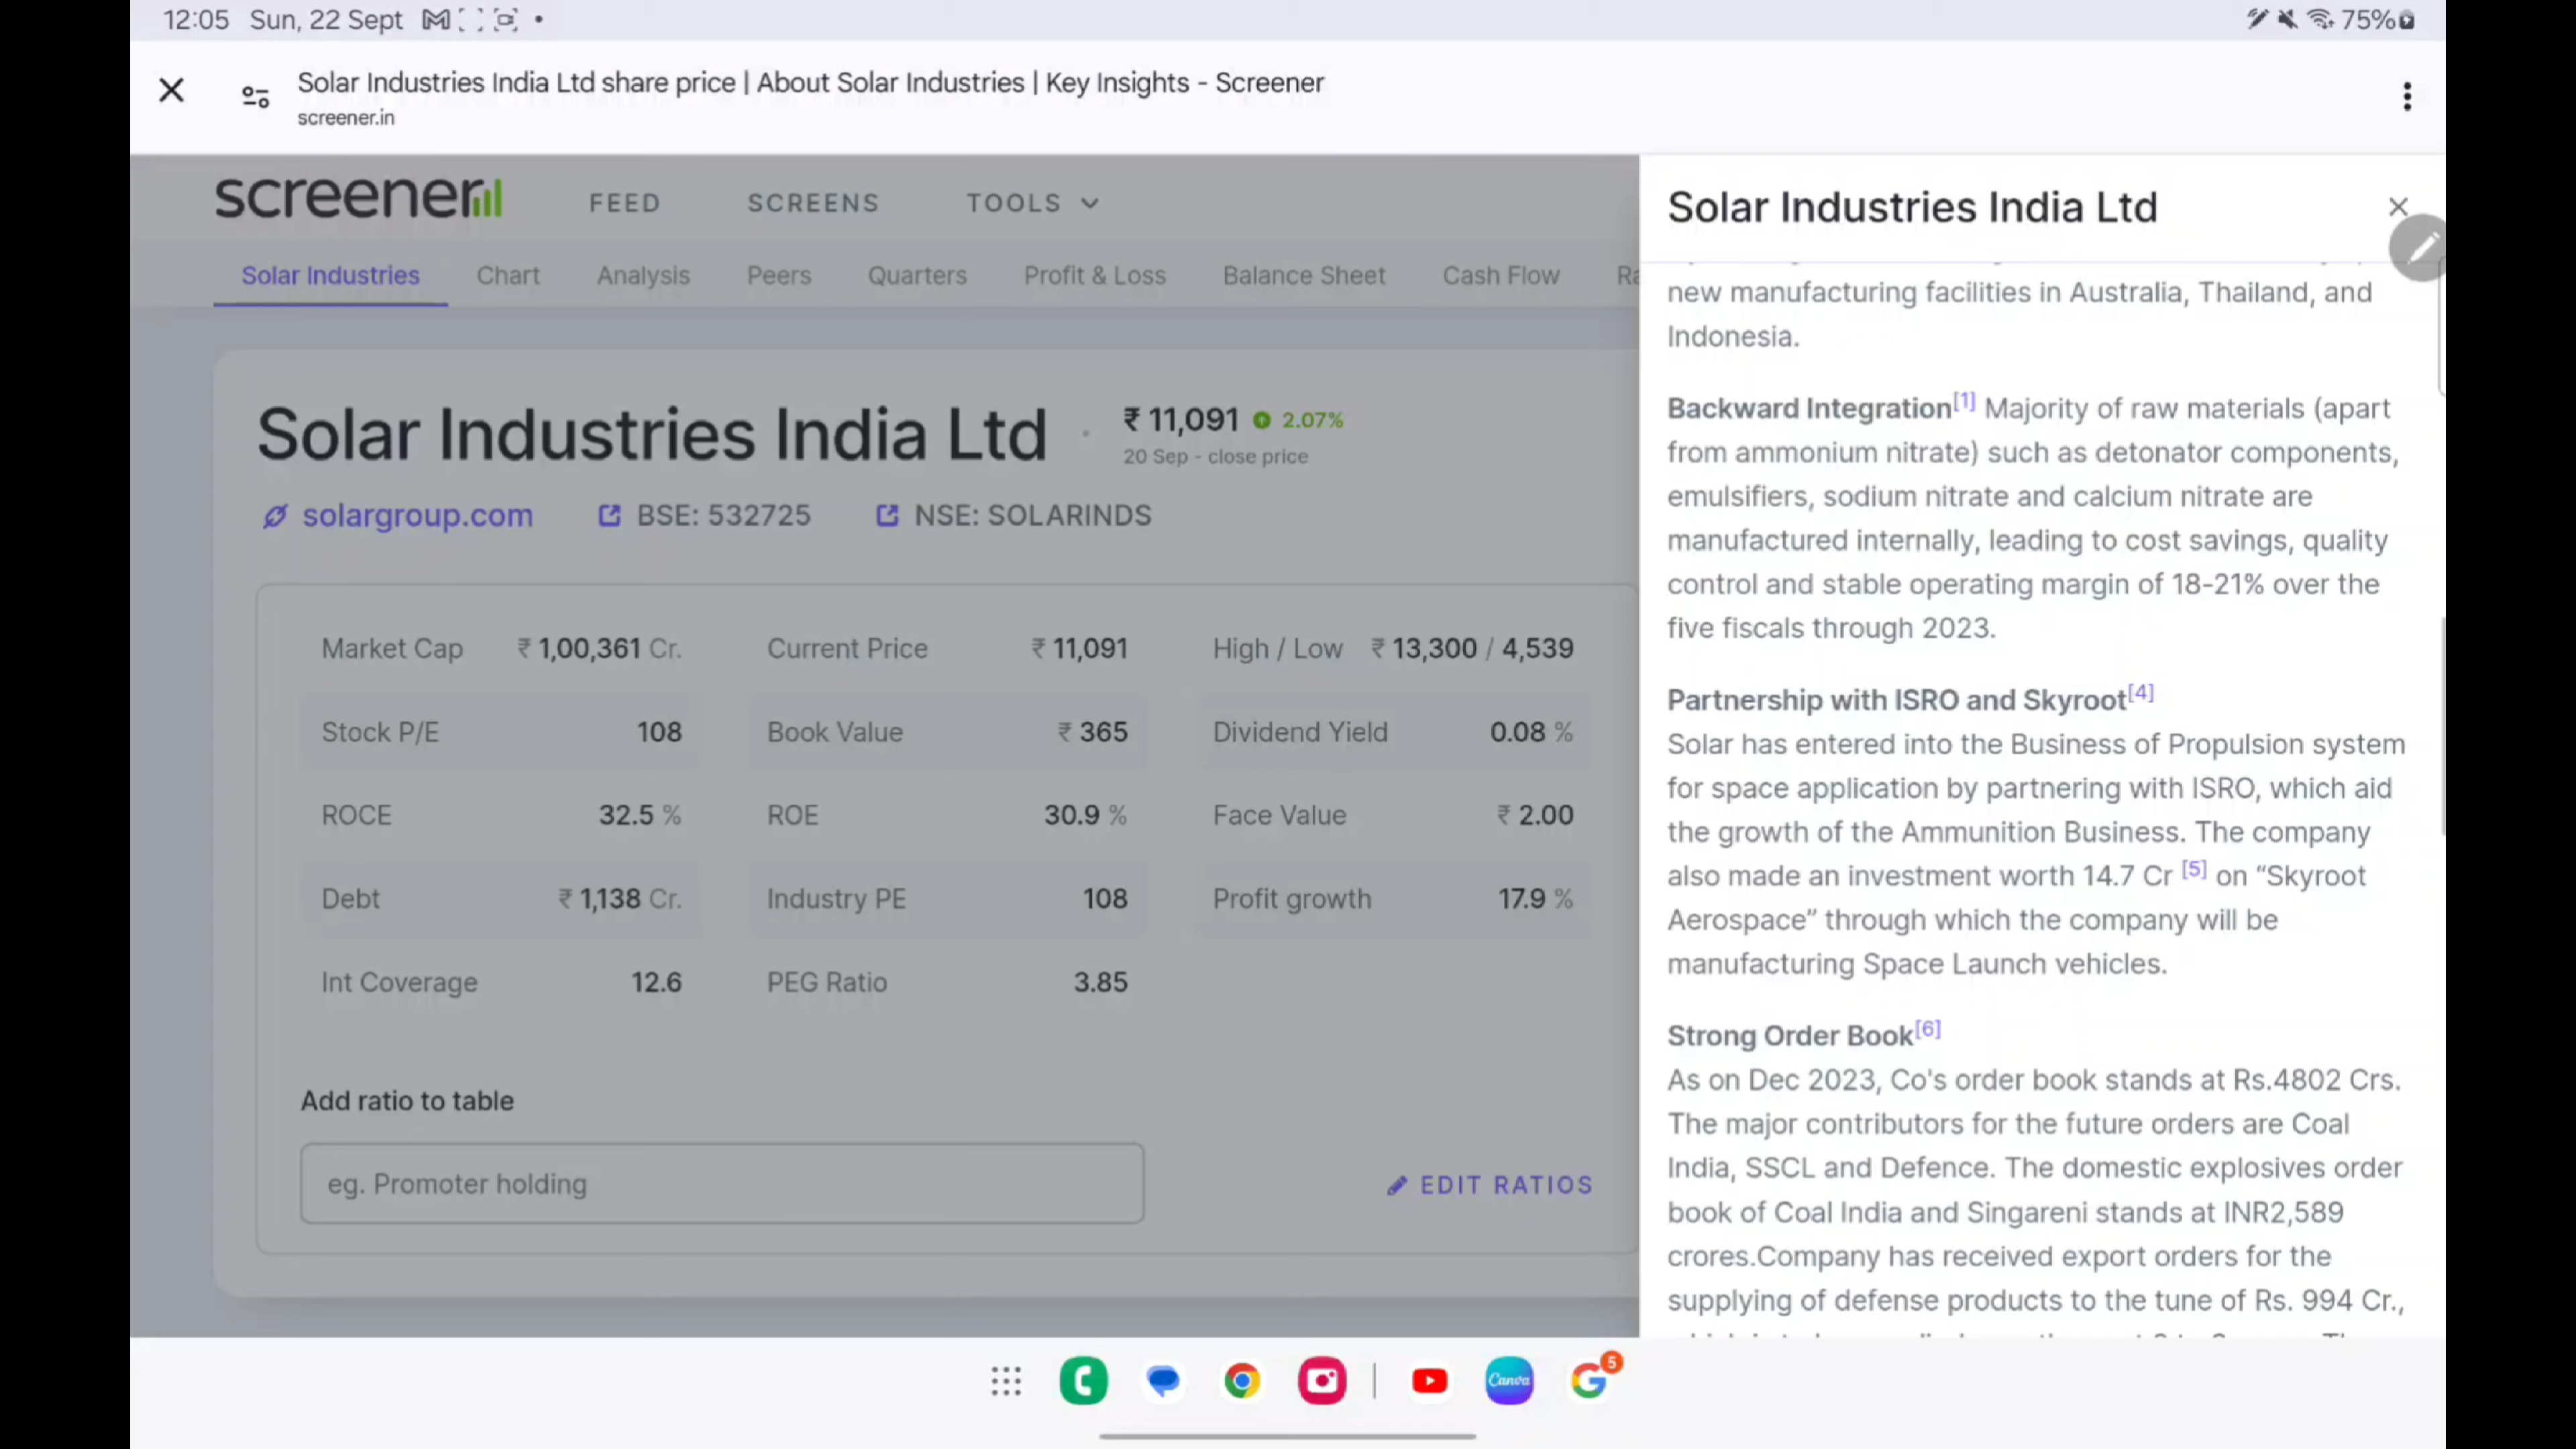 12:05 Sun, 22 Sept
75%
Solar Industries India Ltd share price | About Solar Industries | Key Insights - Screener
screener.in
screener
FEED SCREENS TOOLS
Solar Industries Chart Analysis Peers Quarters Profit & Loss Balance Sheet Cash Flow Ra
Solar Industries India Ltd
₹ 11,091 2.07%
20 Sep - close price
solargroup.com BSE: 532725 NSE: SOLARINDS
Market Cap ₹ 1,00,361 Cr. Current Price ₹ 11,091 High / Low ₹ 13,300 / 4,539
Stock P/E 108 Book Value ₹ 365 Dividend Yield 0.08 %
ROCE 32.5 % ROE 30.9 % Face Value ₹ 2.00
Debt ₹ 1,138 Cr. Industry PE 108 Profit growth 17.9 %
Int Coverage 12.6 PEG Ratio 3.85
Add ratio to table
eg. Promoter holding
EDIT RATIOS
Solar Industries India Ltd
new manufacturing facilities in Australia, Thailand, and
Indonesia.
Backward Integration[1] Majority of raw materials (apart
from ammonium nitrate) such as detonator components,
emulsifiers, sodium nitrate and calcium nitrate are
manufactured internally, leading to cost savings, quality
control and stable operating margin of 18-21% over the
five fiscals through 2023.
Partnership with ISRO and Skyroot[4]
Solar has entered into the Business of Propulsion system
for space application by partnering with ISRO, which aid
the growth of the Ammunition Business. The company
also made an investment worth 14.7 Cr [5] on “Skyroot
Aerospace” through which the company will be
manufacturing Space Launch vehicles.
Strong Order Book[6]
As on Dec 2023, Co's order book stands at Rs.4802 Crs.
The major contributors for the future orders are Coal
India, SSCL and Defence. The domestic explosives order
book of Coal India and Singareni stands at INR2,589
crores.Company has received export orders for the
supplying of defense products to the tune of Rs. 994 Cr.,
Canva
5